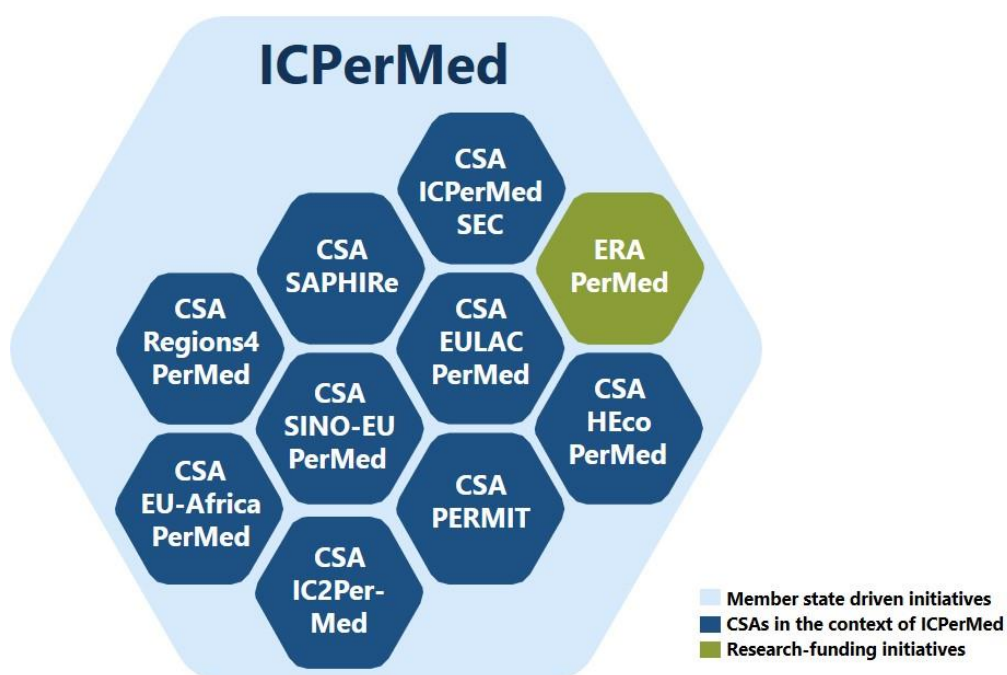 ICPerMed
CSA
ICPerMed
SEC
CSA
SAPHIRe
ERA
PerMed
CSA
Regions4
PerMed
CSA
EULAC
PerMed
CSA
SINO-EU
PerMed
CSA
HEco
PerMed
CSA
EU-Africa
PerMed
CSA
PERMIT
CSA
IC2Per-
Med
Member state driven initiatives
CSAs in the context of ICPerMed
Research-funding initiatives